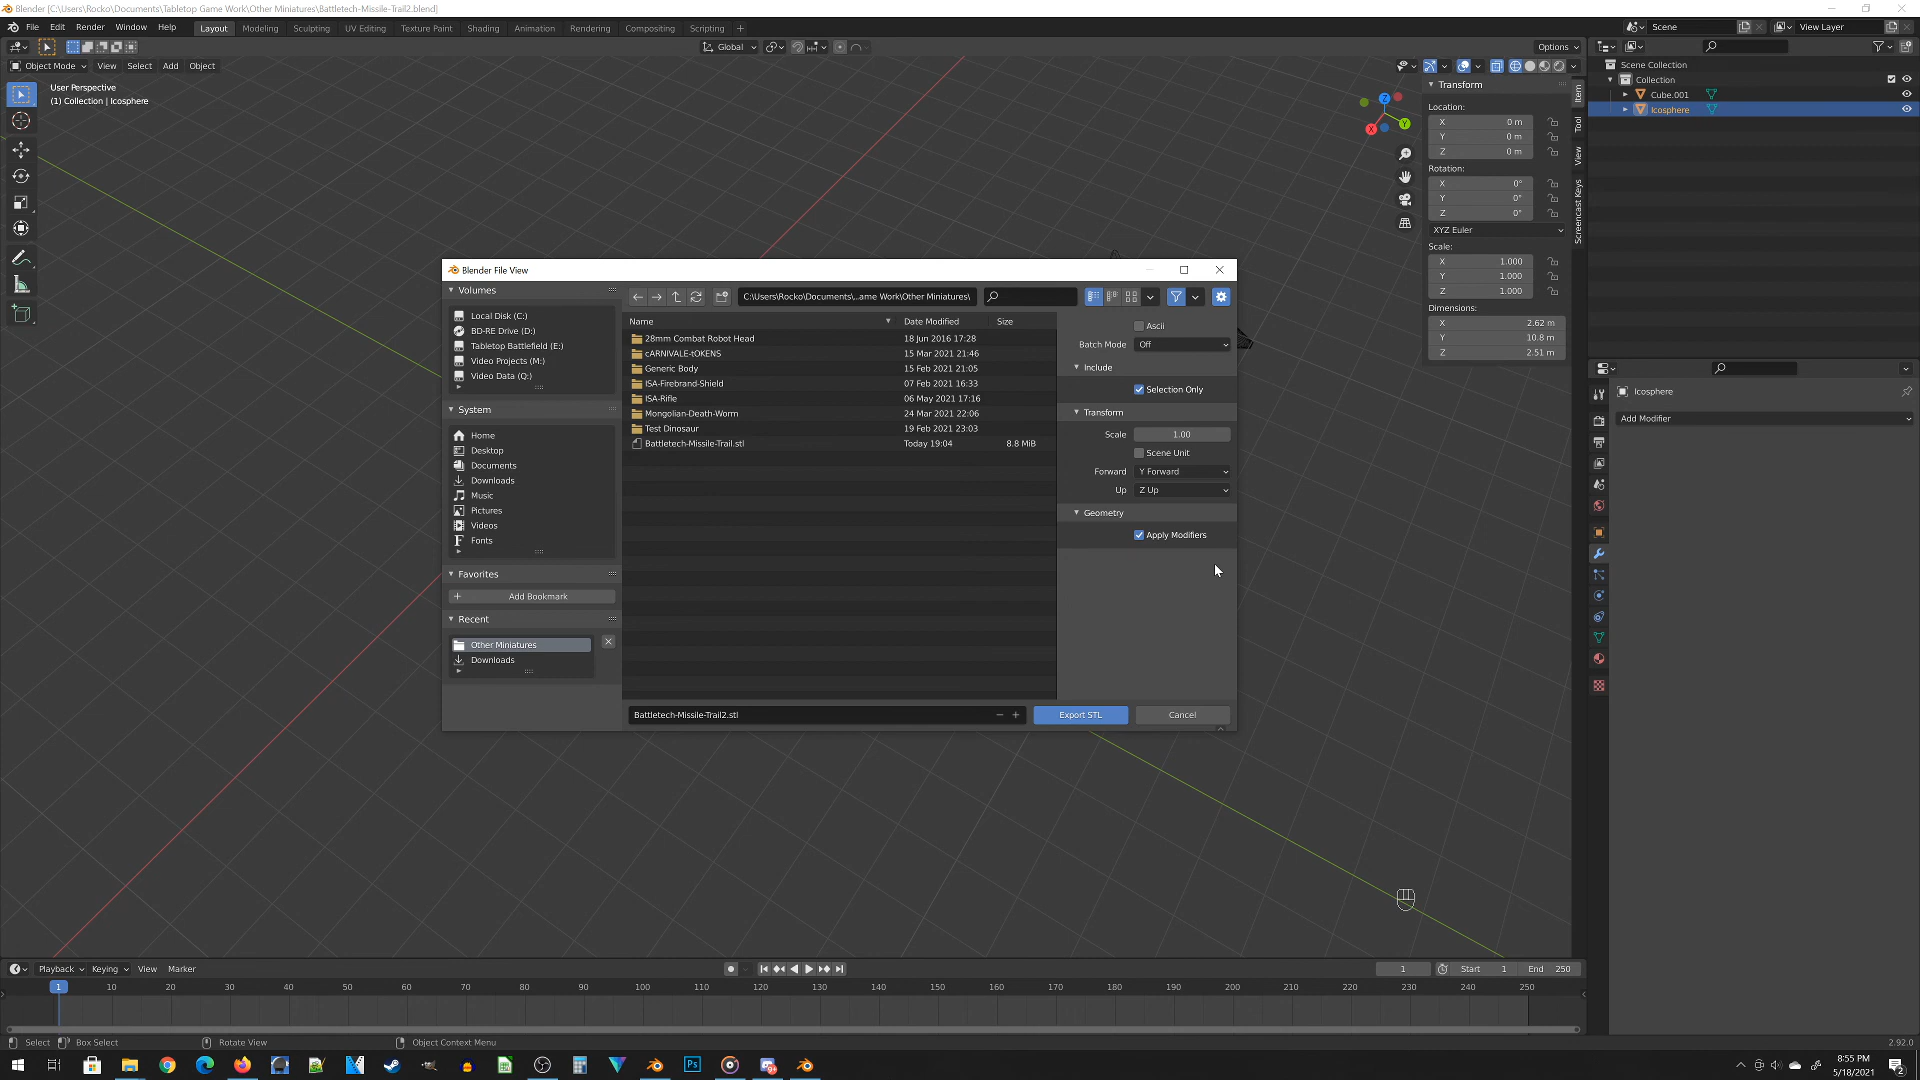 Blender [C:\Users\Rocko\Documents\Tabletop Game Work\Other Miniatures\Battletech-Missile-Trail2.blend]
File Edit Render Window Help Layout Modeling Sculpting UV Editing Texture Paint Shading Animation Rendering Compositing Scripting + Scene View Layer
Global Options
Object Mode View Select Add Object
User Perspective
(1) Collection | Icosphere
Scene Collection
Collection
Cube.001
Icosphere
Transform
Location:
X 0 m
Y 0 m
Z 0 m
Rotation:
X 0°
Y 0°
Z 0°
XYZ Euler
Scale:
X 1.000
Y 1.000
Z 1.000
Dimensions:
X 2.62 m
Y 10.8 m
Z 2.51 m
Item
Tool
View
Screencast Keys
Z
Y
X
Icosphere
Add Modifier
Blender File View
Volumes
Local Disk (C:)
BD-RE Drive (D:)
Tabletop Battlefield (E:)
Video Projects (M:)
Video Data (Q:)
System
Home
Desktop
Documents
Downloads
Music
Pictures
Videos
Fonts
Favorites
Add Bookmark
Recent
Other Miniatures
Downloads
C:\Users\Rocko\Documents\...ame Work\Other Miniatures\
Name Date Modified Size
28mm Combat Robot Head 18 Jun 2016 17:28
cARNIVALE-tOKENS 15 Mar 2021 21:46
Generic Body 15 Feb 2021 21:05
ISA-Firebrand-Shield 07 Feb 2021 16:33
ISA-Rifle 06 May 2021 17:16
Mongolian-Death-Worm 24 Mar 2021 22:06
Test Dinosaur 19 Feb 2021 23:03
Battletech-Missile-Trail.stl Today 19:04 8.8 MiB
Ascii
Batch Mode Off
Include
Selection Only
Transform
Scale 1.00
Scene Unit
Forward Y Forward
Up Z Up
Geometry
Apply Modifiers
Battletech-Missile-Trail2.stl Export STL Cancel
Playback Keying View Marker 1 Start 1 End 250
1 10 20 30 40 50 60 70 80 90 100 110 120 130 140 150 160 170 180 190 200 210 220 230 240 250
Select Box Select Rotate View Object Context Menu 2.92.0
Ps
8:55 PM
5/18/2021
2